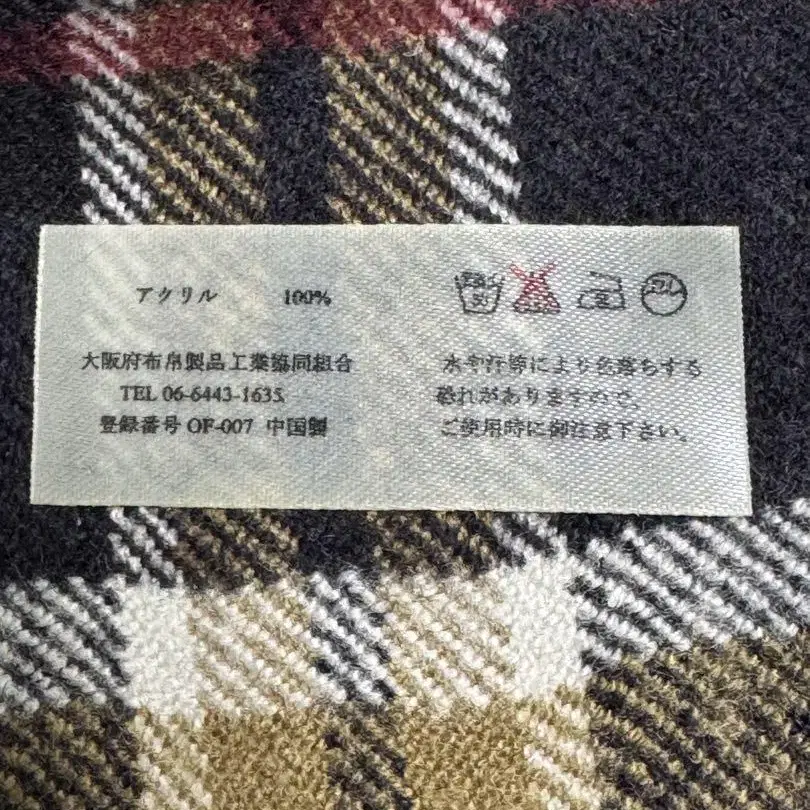 アクリル 100%
大阪府布帛製品工業協同組合
TEL 06-6443-1635
登録番号 OF-007 中国製
水や汗等により色落ちする
恐れがありますので、
ご使用時に御注意下さい。